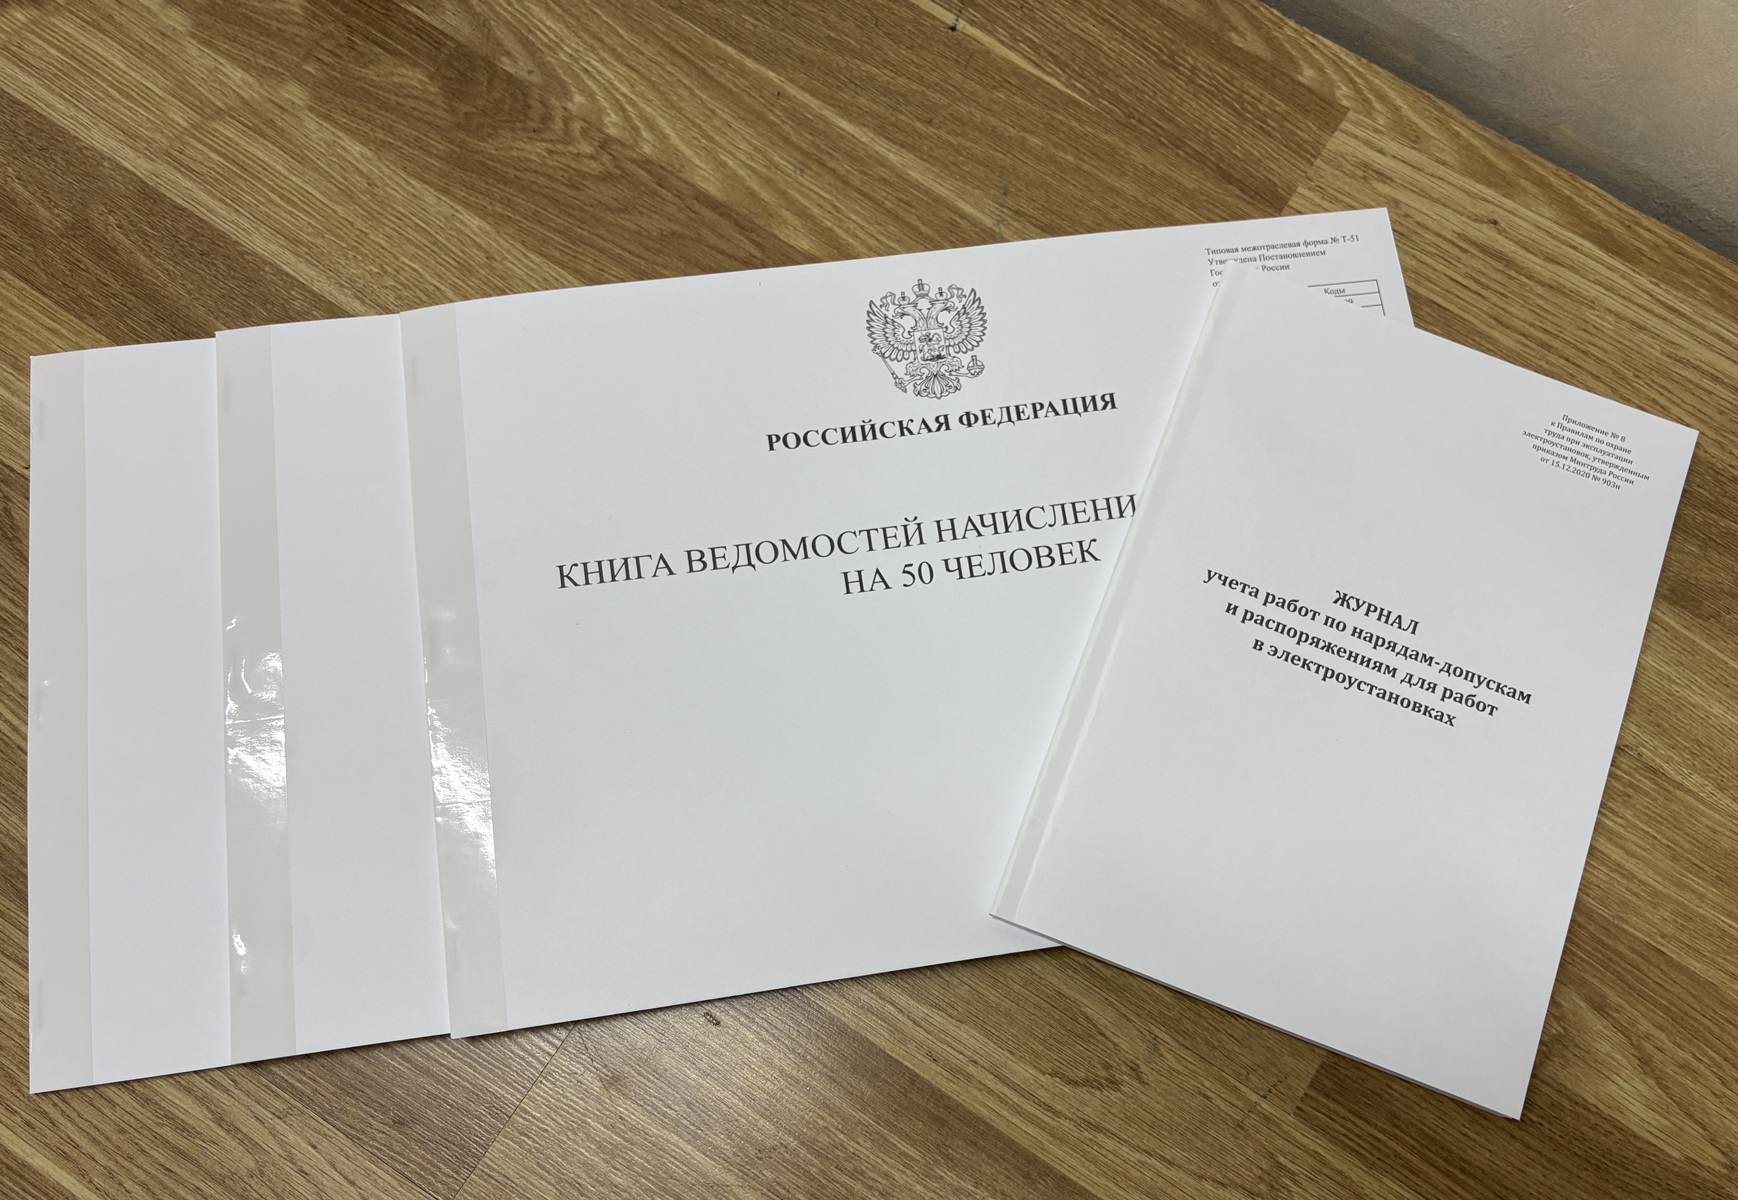 Типовая межотраслевая форма № Т-51
Постановлением
России
Коды
РОССИЙСКАЯ ФЕДЕРАЦИЯ
КНИГА ВЕДОМОСТЕЙ
НА 50 ЧЕЛОВЕК
Приложение № 8
к Правилам по охране
труда при эксплуатации
электроустановок, утвержденным
приказом Минтруда России
от 15.12.2020 № 903н
ЖУРНАЛ
учета работ по нарядам-допускам
и распоряжениям для работ
в электроустановках